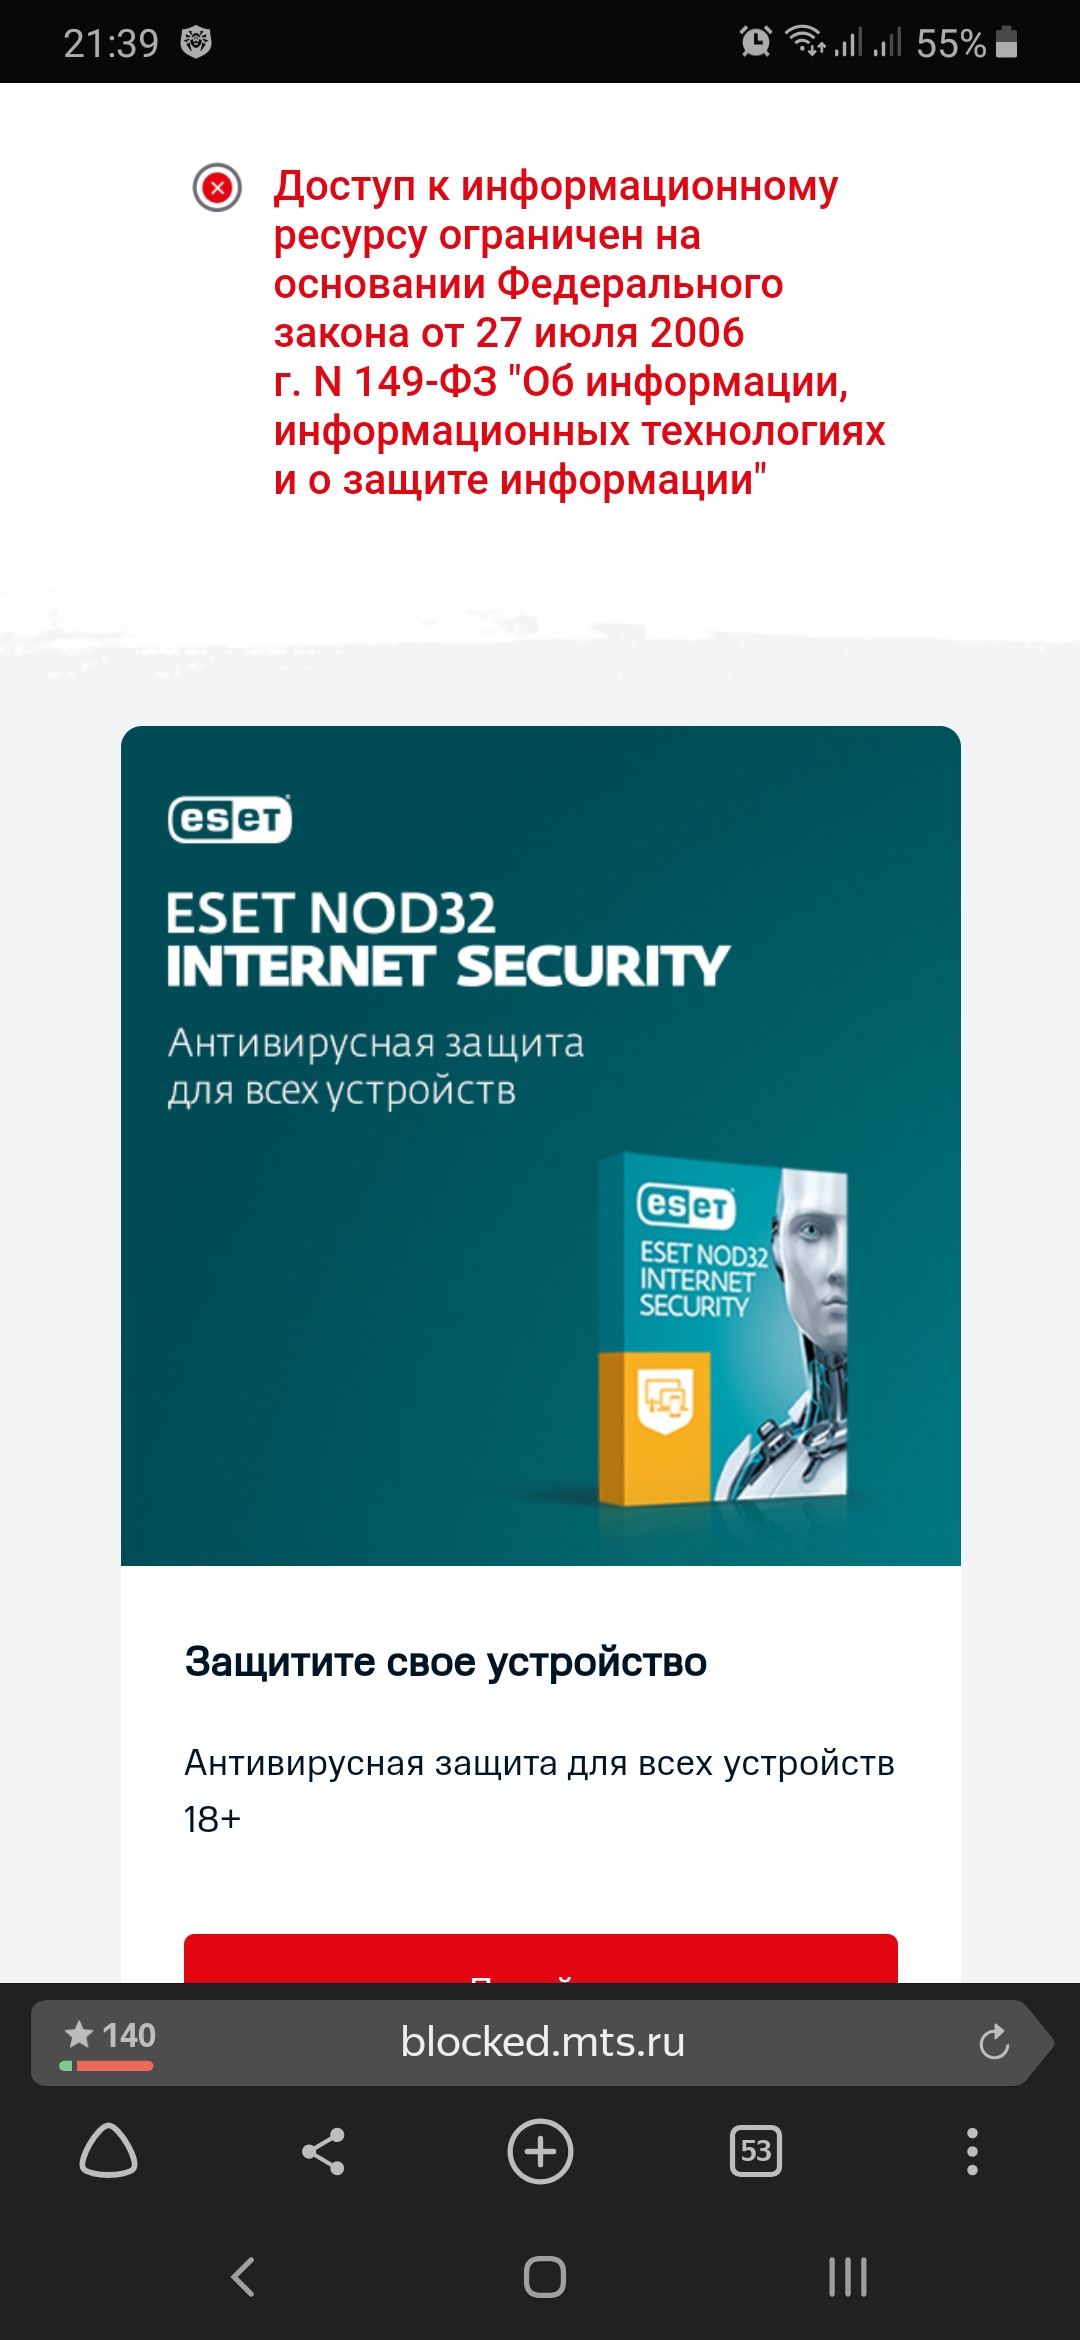 21:39
55%
Доступ к информационному
ресурсу ограничен на
основании Федерального
закона от 27 июля 2006
г. N 149-ФЗ "Об информации,
информационных технологиях
и о защите информации"
eset
ESET NOD32
INTERNET SECURITY
Антивирусная защита
для всех устройств
eset
ESET NOD32
INTERNET
SECURITY
Защитите свое устройство
Антивирусная защита для всех устройств
18+
140
blocked.mts.ru
53